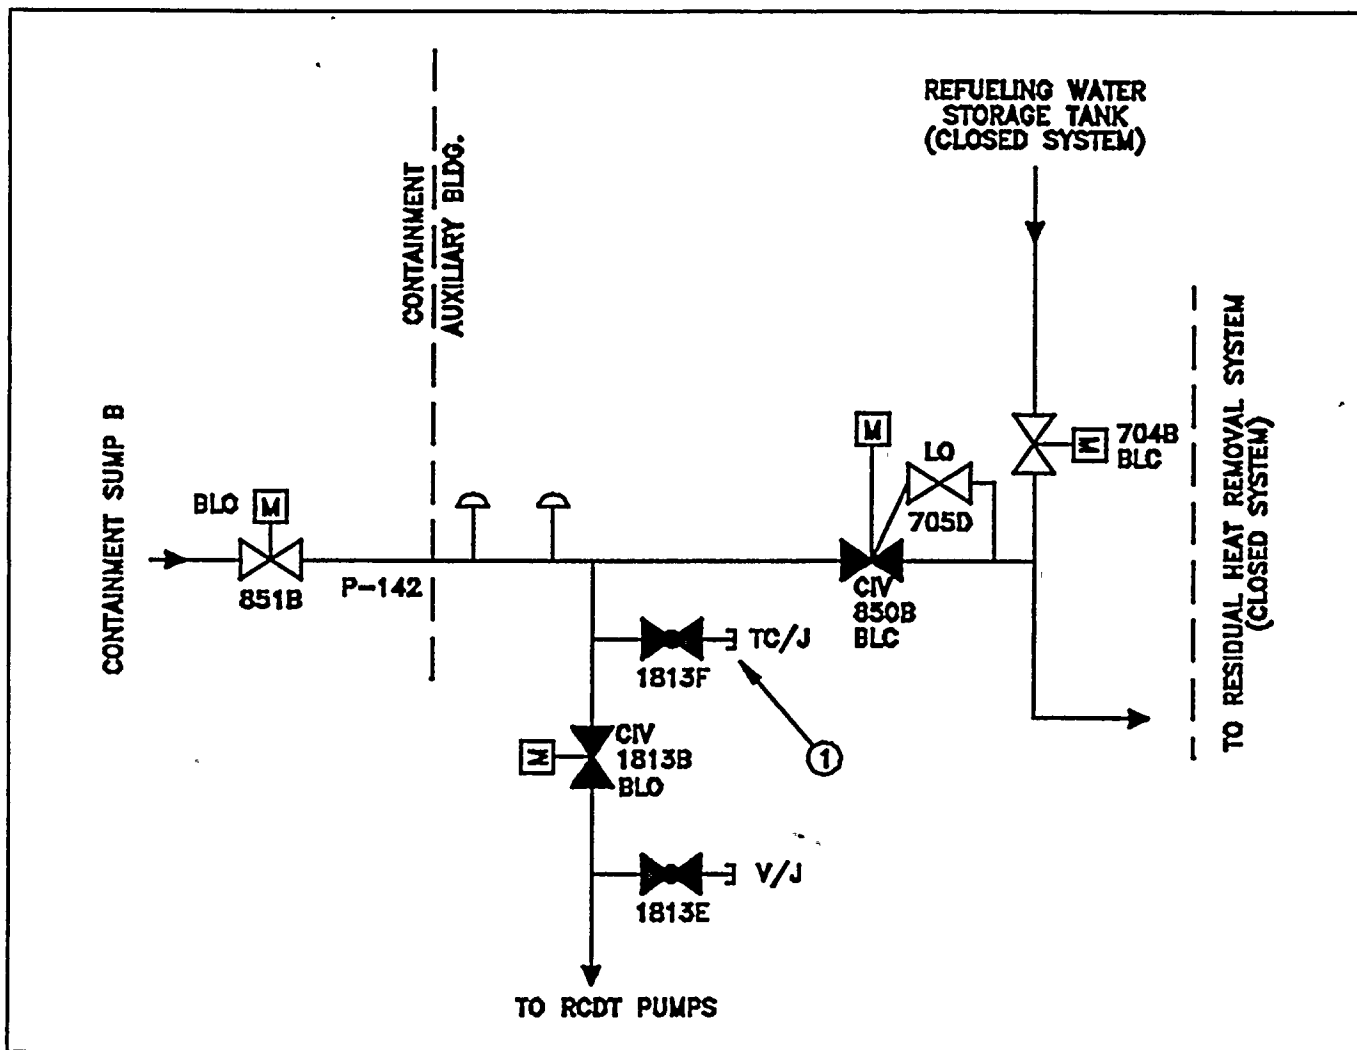 REFUELING WATER
STORAGE TANK
(CLOSED SYSTEM)
CONTAINMENT
AUXILIARY BLDG.
CONTAINMENT SUMP B
BLO
M
851B
P-142
M
LO
705D
CIV
850B
BLC
M
704B
BLC
TO RESIDUAL HEAT REMOVAL SYSTEM
(CLOSED SYSTEM)
TC/J
1813F
1
M
CIV
1813B
BLO
V/J
1813E
TO RCDT PUMPS